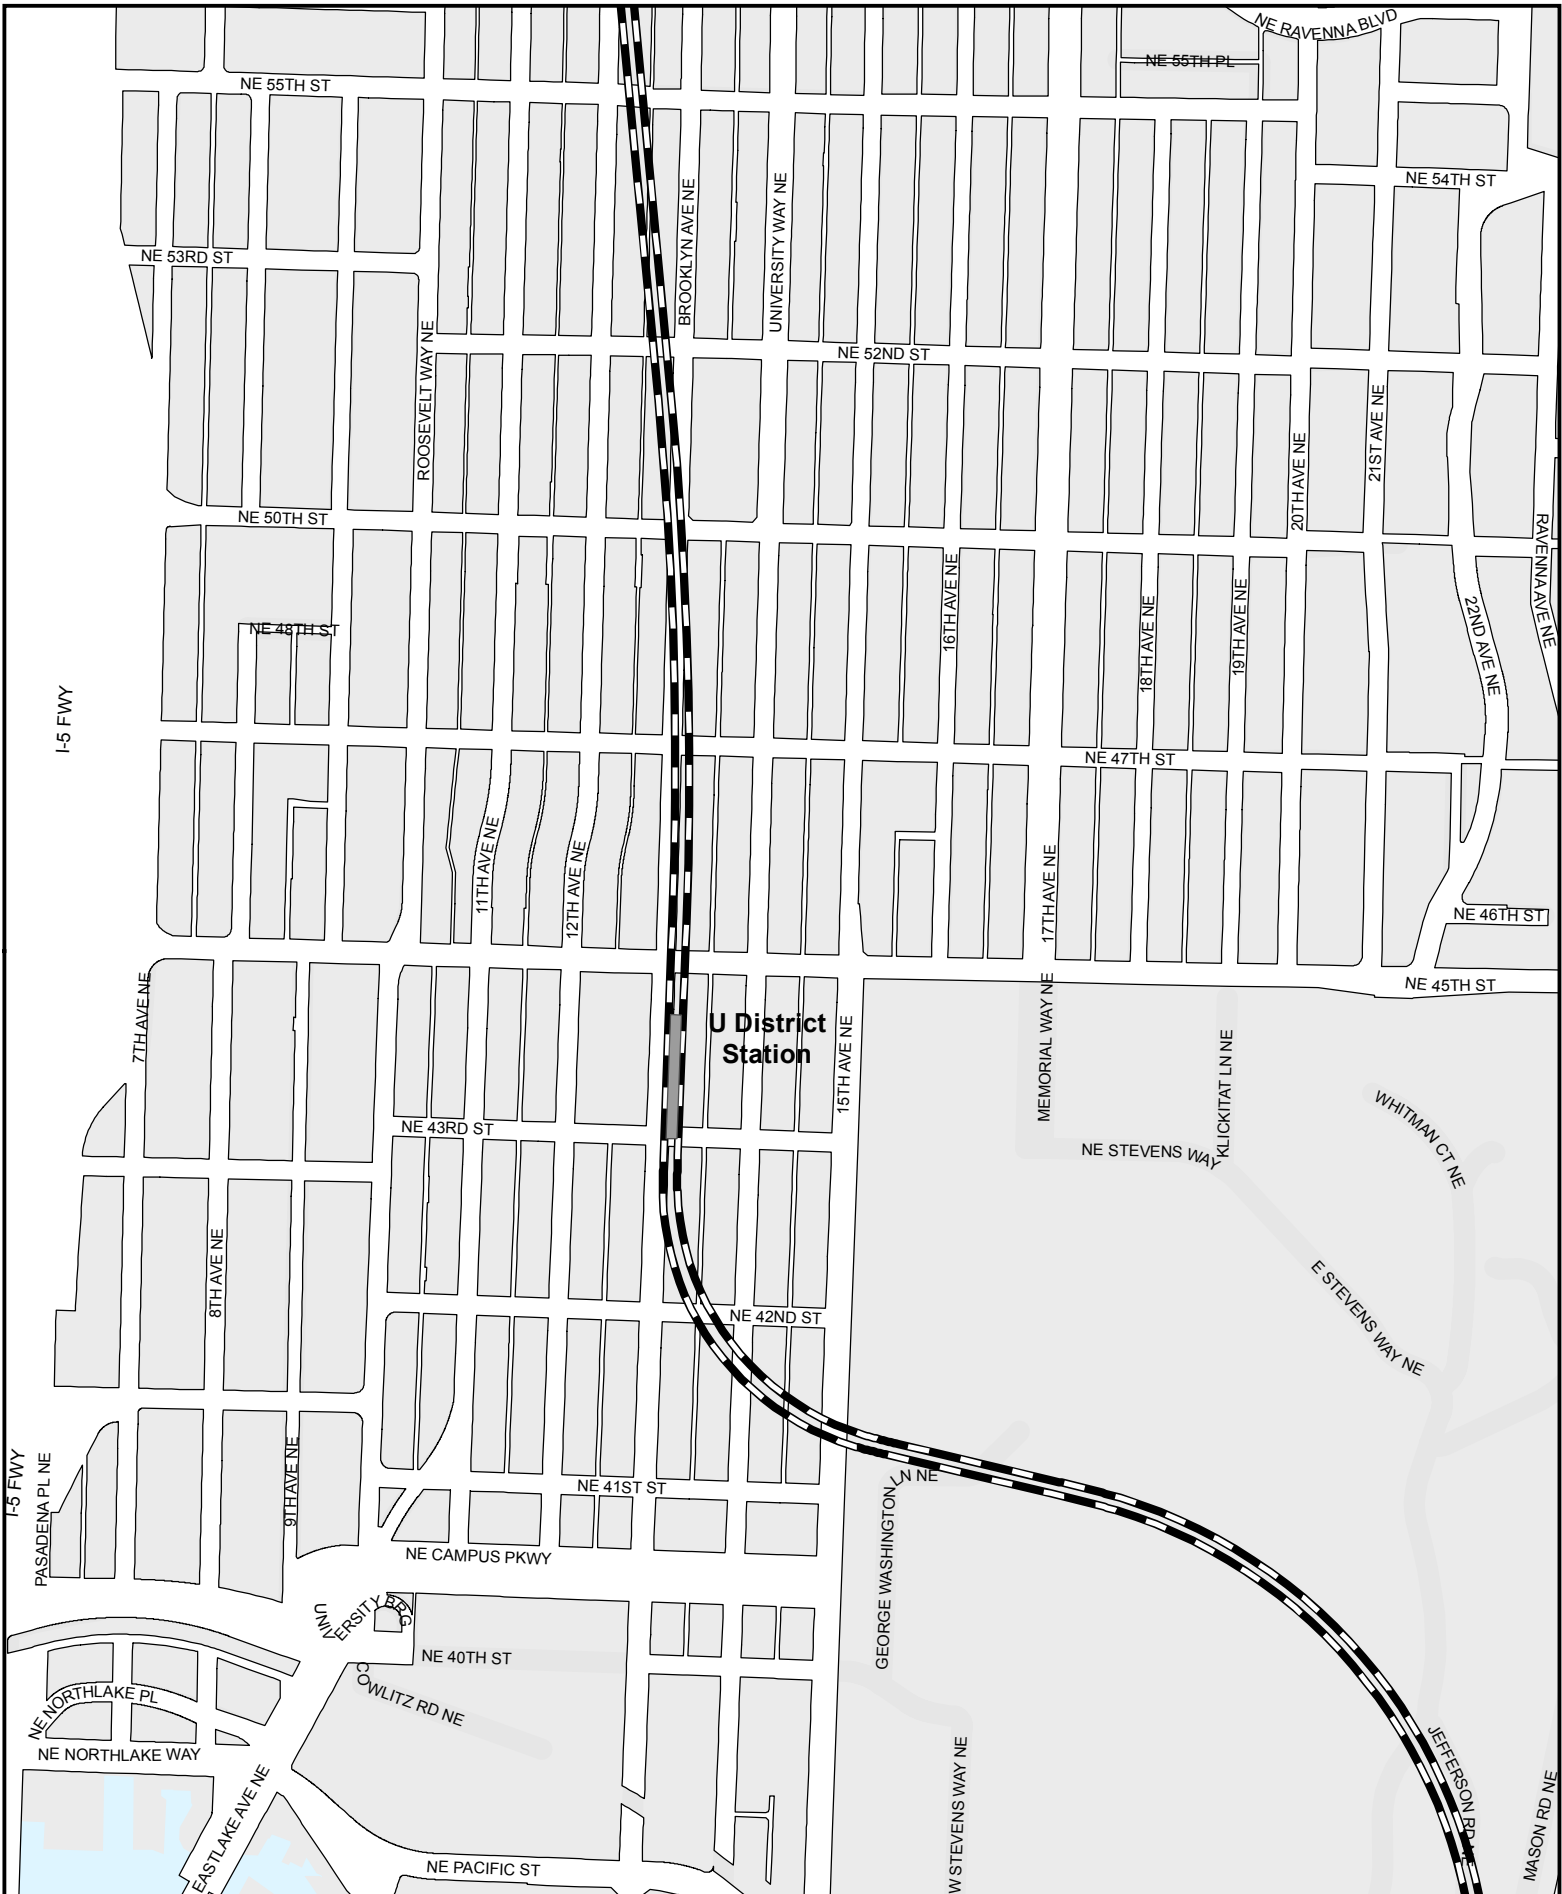 NE RAVENNA BLVD
NE 55TH PL
NE 55TH ST
NE 54TH ST
BROOKLYN AVE NE
UNIVERSITY WAY NE
NE 53RD ST
ROOSEVELT WAY NE
NE 52ND ST
21ST AVE NE
20TH AVE NE
NE 50TH ST
RAVENNA AVE NE
16TH AVE NE
18TH AVE NE
19TH AVE NE
22ND AVE NE
NE 48TH ST
I-5 FWY
NE 47TH ST
11TH AVE NE
12TH AVE NE
17TH AVE NE
NE 46TH ST
7TH AVE NE
MEMORIAL WAY NE
NE 45TH ST
U District
Station
15TH AVE NE
KLICKITAT LN NE
WHITMAN CT NE
NE 43RD ST
NE STEVENS WAY
8TH AVE NE
E STEVENS WAY NE
NE 42ND ST
I-5 FWY
PASADENA PL NE
9TH AVE NE
NE 41ST ST
GEORGE WASHINGTON LN NE
NE CAMPUS PKWY
UNIVERSITY BRG
NE 40TH ST
COWLITZ RD NE
NE NORTHLAKE PL
NE NORTHLAKE WAY
EASTLAKE AVE NE
W STEVENS WAY NE
JEFFERSON RD NE
MASON RD NE
NE PACIFIC ST